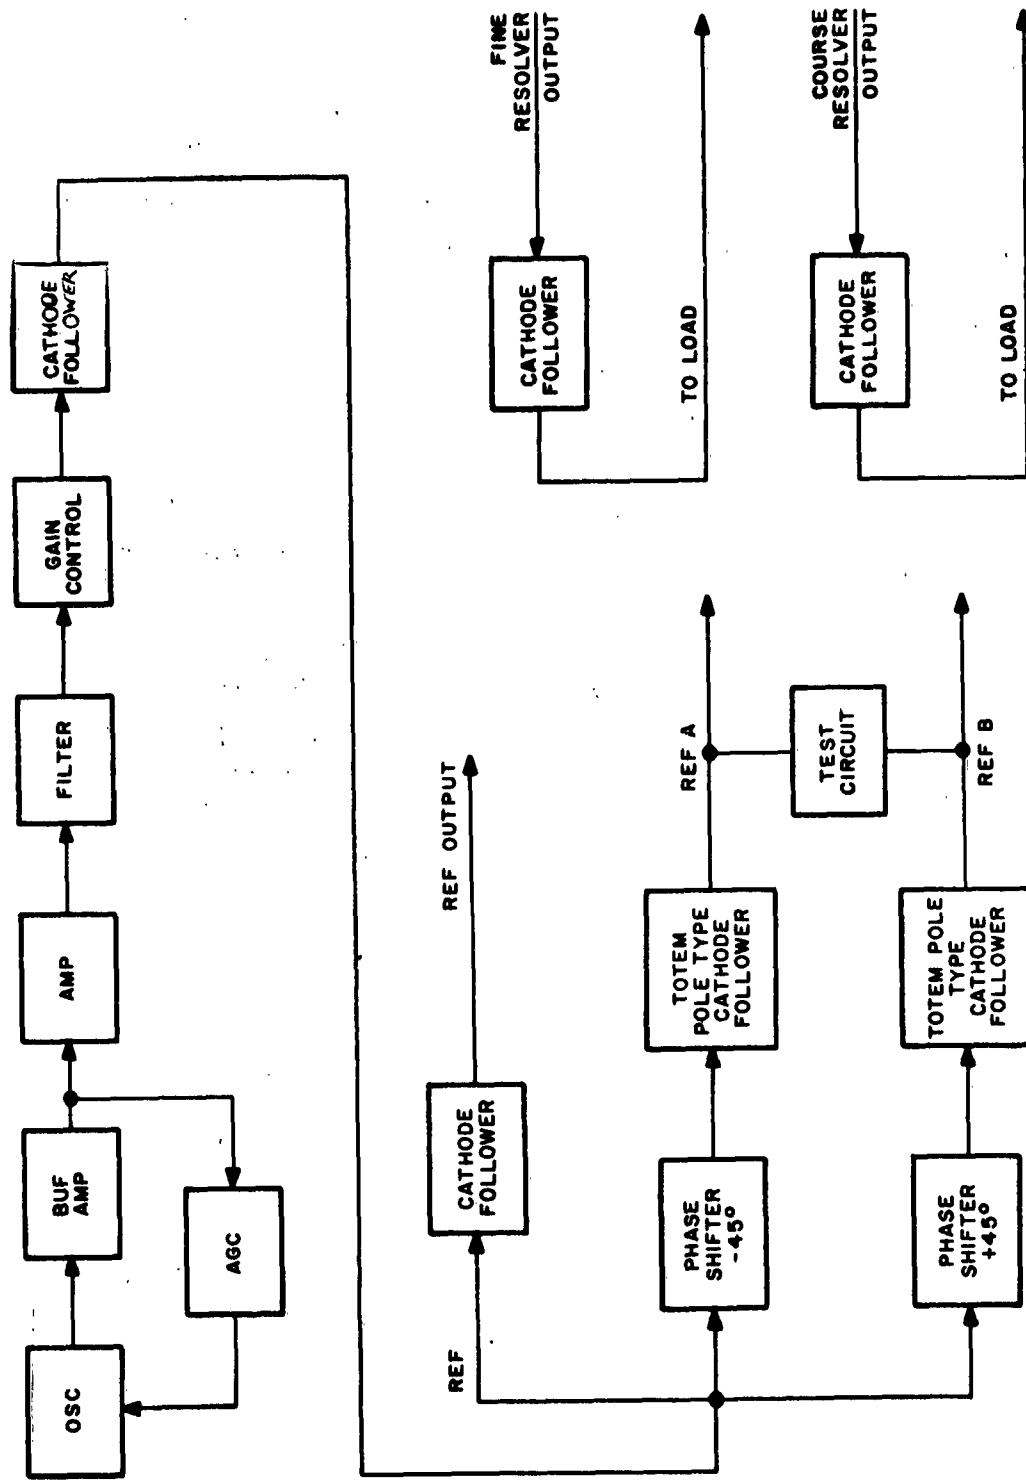 OSC
BUF
AMP
AMP
FILTER
GAIN
CONTROL
CATHODE
FOLLOWER
AGC
REF
CATHODE
FOLLOWER
REF OUTPUT
FINE
RESOLVER
OUTPUT
CATHODE
FOLLOWER
TO LOAD
PHASE
SHIFTER
-45°
TOTEM
POLE TYPE
CATHODE
FOLLOWER
REF A
TEST
CIRCUIT
COURSE
RESOLVER
OUTPUT
CATHODE
FOLLOWER
TO LOAD
PHASE
SHIFTER
+45°
TOTEM POLE
TYPE
CATHODE
FOLLOWER
REF B